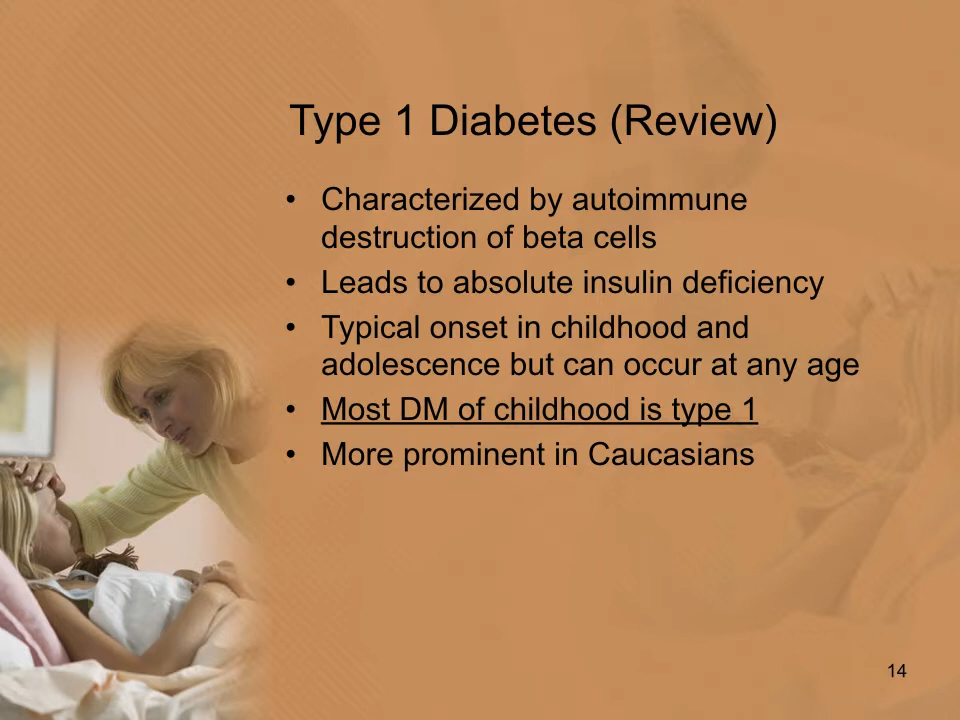 Type 1 Diabetes (Review)
• Characterized by autoimmune
destruction of beta cells
• Leads to absolute insulin deficiency
• Typical onset in childhood and
adolescence but can occur at any age
• Most DM of childhood is type 1
• More prominent in Caucasians
14